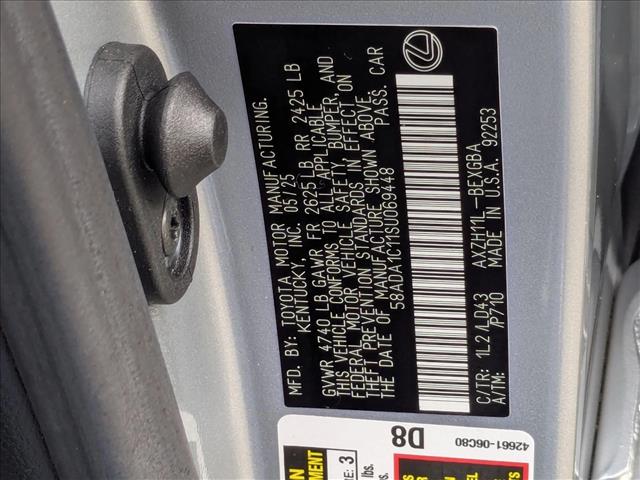 MFD. BY: TOYOTA MOTOR MANUFACTURING.
KENTUCKY, INC. 05/25
GVWR 4740 LB GAWR FR 2625 LB RR 2425 LB
THIS VEHICLE CONFORMS TO ALL APPLICABLE
FEDERAL MOTOR VEHICLE SAFETY, BUMPER, AND
THEFT PREVENTION STANDARDS IN EFFECT ON
THE DATE OF MANUFACTURE SHOWN ABOVE.
58ADA1C11SU069448 PASS. CAR
C/TR: 1L2 /LD43 AXZH11L-BEXGBA
A/TM: /P710 MADE IN U.S.A. 92253
42661-06C80
D8